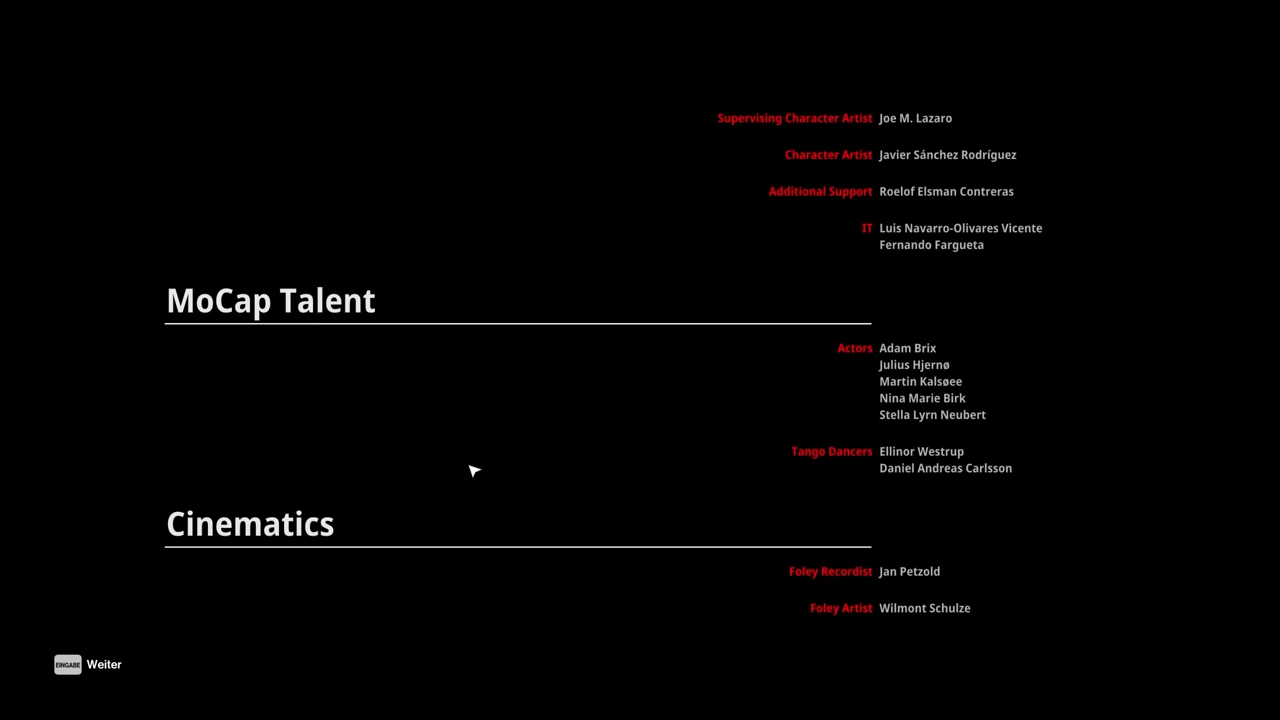 Supervising Character Artist Joe M. Lazaro
Character Artist Javier Sánchez Rodríguez
Additional Support Roelof Elsman Contreras
IT Luis Navarro-Olivares Vicente
Fernando Fargueta
MoCap Talent
Actors Adam Brix
Julius Hjernø
Martin Kalsøee
Nina Marie Birk
Stella Lyrn Neubert
Tango Dancers Ellinor Westrup
Daniel Andreas Carlsson
Cinematics
Foley Recordist Jan Petzold
Foley Artist Wilmont Schulze
EINGABE Weiter